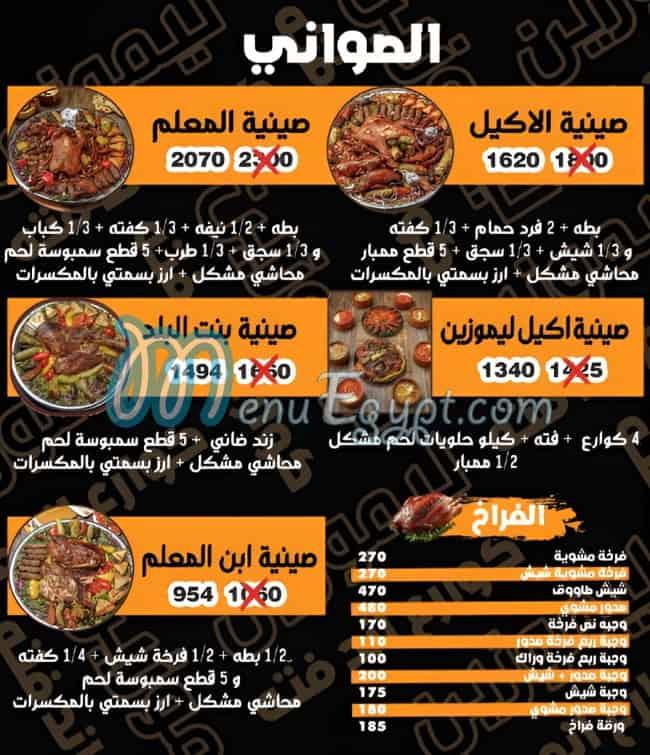 الصواني
صينية الاكيل
1620 1800
بطه + 2 فرد حمام + 1/3 كفته
و 1/3 شيش + 1/3 سجق + 5 قطع ممبار
محاشي مشكل + ارز بسمتي بالمكسرات
صينية المعلم
2070 2300
بطه + 1/2 نيفه + 1/3 كفته + 1/3 كباب
و 1/3 سجق + 1/3 طرب+ 5 قطع سمبوسة لحم
محاشي مشكل + ارز بسمتي بالمكسرات
صينية اكيل ليموزين
1340 1425
4 كوارع + فته + كيلو حلويات لحم مشكل
1/2 ممبار
صينية بنت البلد
1494 1660
زند ضاني + 5 قطع سمبوسة لحم
محاشي مشكل + ارز بسمتي بالمكسرات
MenuEgypt.com
صينية ابن المعلم
954 1060
1/2 بطه + 1/2 فرخة شيش + 1/4 كفته
و 5 قطع سمبوسة لحم
محاشي مشكل + ارز بسمتي بالمكسرات
الفراخ
فرخة مشوية 270
فرخة مشوية شيش 270
شيش طاووق 470
مدور مشوي 480
وجبه نص فرخة 170
وجبة ربع فرخة مدور 110
وجبة ربع فرخة وراك 100
وجبة مدور + شيش 200
وجبة شيش 175
وجبة مدور مشوي 180
ورقة فراخ 185